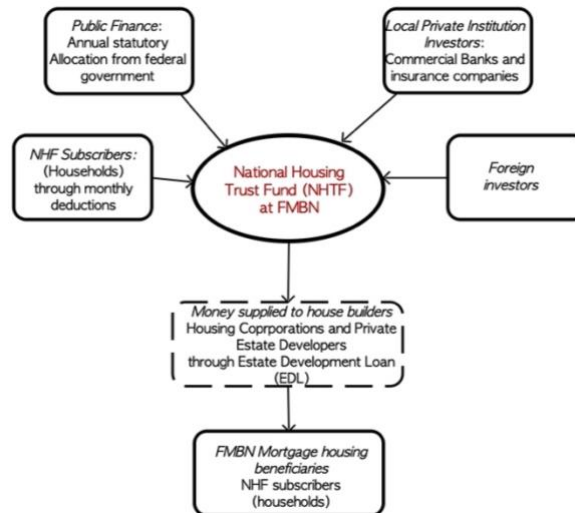 Public Finance:
Annual statutory
Allocation from federal
government
Local Private Institution
Investors:
Commercial Banks and
insurance companies
NHF Subscribers:
(Households)
through monthly
deductions
National Housing
Trust Fund (NHTF)
at FMBN
Foreign
investors
Money supplied to house builders
Housing Coprporations and Private
Estate Developers
through Estate Development Loan
(EDL)
FMBN Mortgage housing
beneficiaries
NHF subscribers
(households)